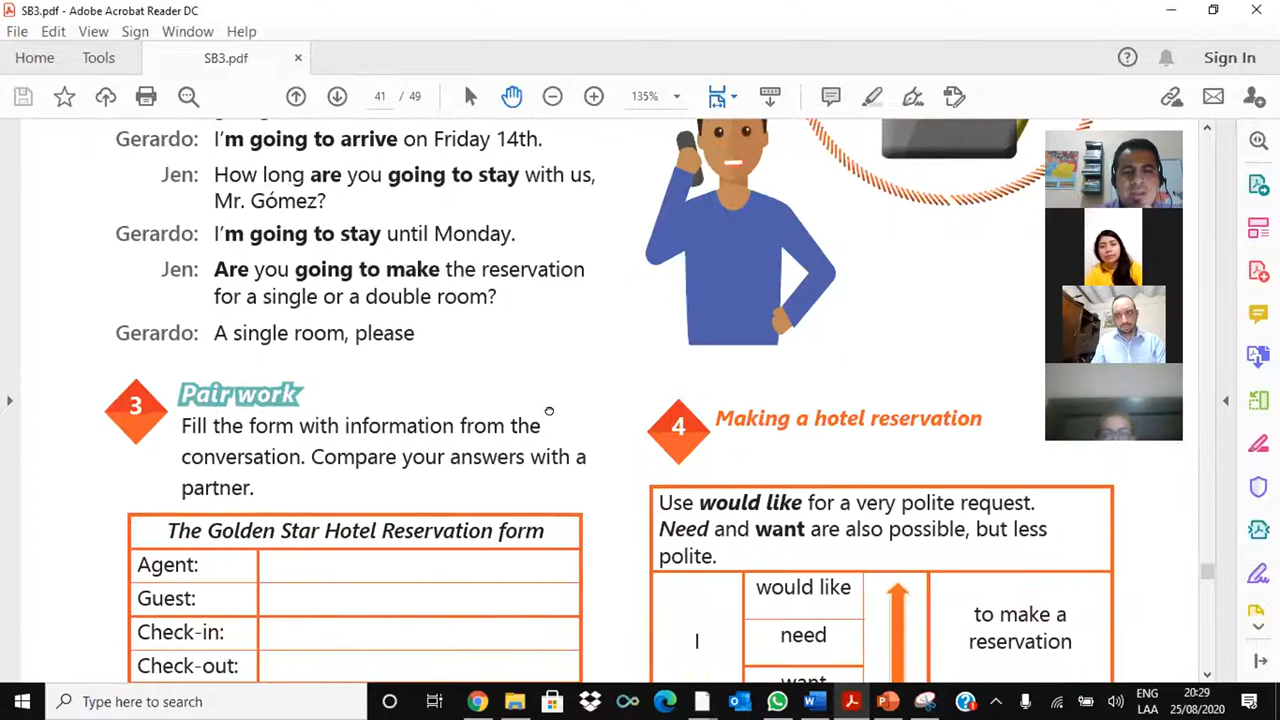 SB3.pdf - Adobe Acrobat Reader DC
File Edit View Sign Window Help
Home Tools SB3.pdf × Sign In
41 / 49 135%
Gerardo: I'm going to arrive on Friday 14th.
Jen: How long are you going to stay with us,
Mr. Gómez?
Gerardo: I'm going to stay until Monday.
Jen: Are you going to make the reservation
for a single or a double room?
Gerardo: A single room, please
3 Pair work
Fill the form with information from the
conversation. Compare your answers with a
partner.
The Golden Star Hotel Reservation form
Agent:
Guest:
Check-in:
Check-out:
4 Making a hotel reservation
Use would like for a very polite request.
Need and want are also possible, but less
polite.
would like
need
want
I
to make a
reservation
Type here to search
ENG
LAA
20:29
25/08/2020